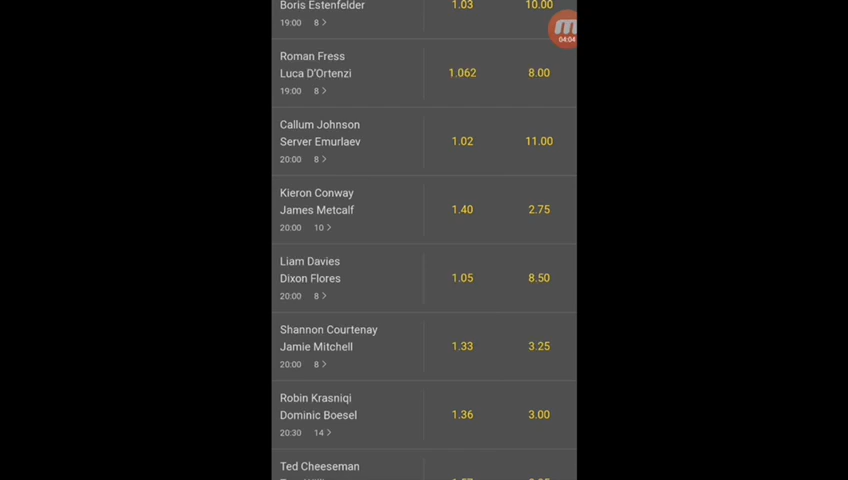 Boris Estenfelder
1.03 10.00
19:00 8 >
04:04
Roman Fress
Luca D'Ortenzi
1.062 8.00
19:00 8 >
Callum Johnson
Server Emurlaev
1.02 11.00
20:00 8 >
Kieron Conway
James Metcalf
1.40 2.75
20:00 10 >
Liam Davies
Dixon Flores
1.05 8.50
20:00 8 >
Shannon Courtenay
Jamie Mitchell
1.33 3.25
20:00 8 >
Robin Krasniqi
Dominic Boesel
1.36 3.00
20:30 14 >
Ted Cheeseman